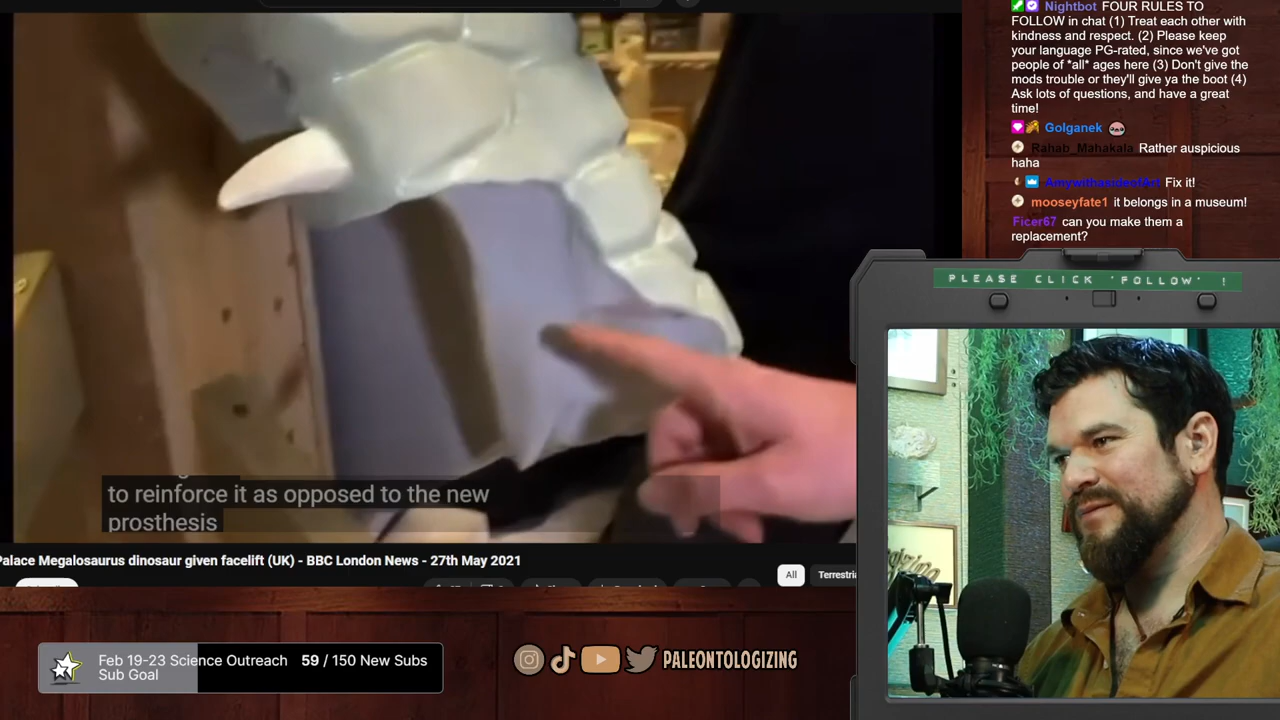 Nightbot FOUR RULES TO
FOLLOW in chat (1) Treat each other with
kindness and respect. (2) Please keep
your language PG-rated, since we've got
people of *all* ages here (3) Don't give the
mods trouble or they'll give ya the boot (4)
Ask lots of questions, and have a great
time!
Golganek
Rahab_Mahakala Rather auspicious
haha
AmywithasideofArt Fix it!
mooseyfate1 it belongs in a museum!
Ficer67 can you make them a
replacement?
PLEASE CLICK "FOLLOW" !
to reinforce it as opposed to the new
prosthesis
Palace Megalosaurus dinosaur given facelift (UK) - BBC London News - 27th May 2021
All
Feb 19-23 Science Outreach 59 / 150 New Subs
Sub Goal
PALEONTOLOGIZING